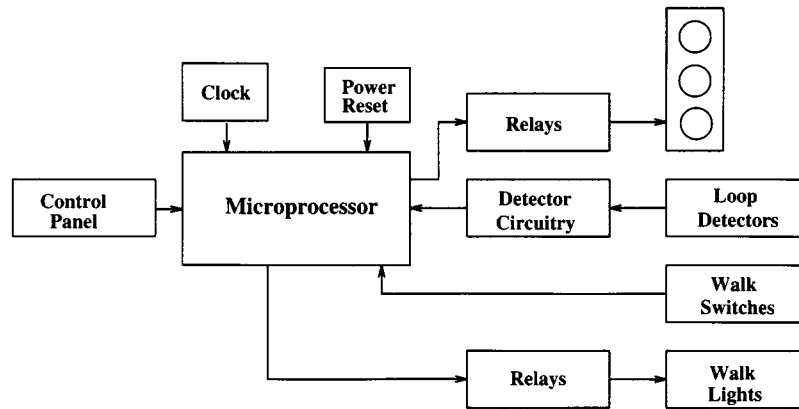 Clock
Power
Reset
Relays
Control
Panel
Microprocessor
Detector
Circuitry
Loop
Detectors
Walk
Switches
Relays
Walk
Lights